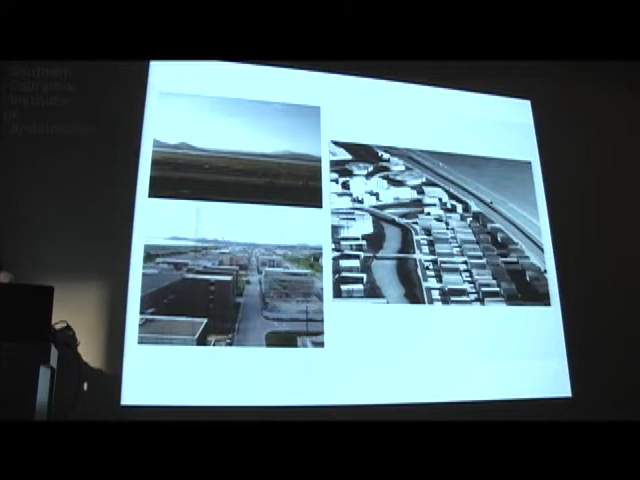 Southern
California
Institute
of
Architecture